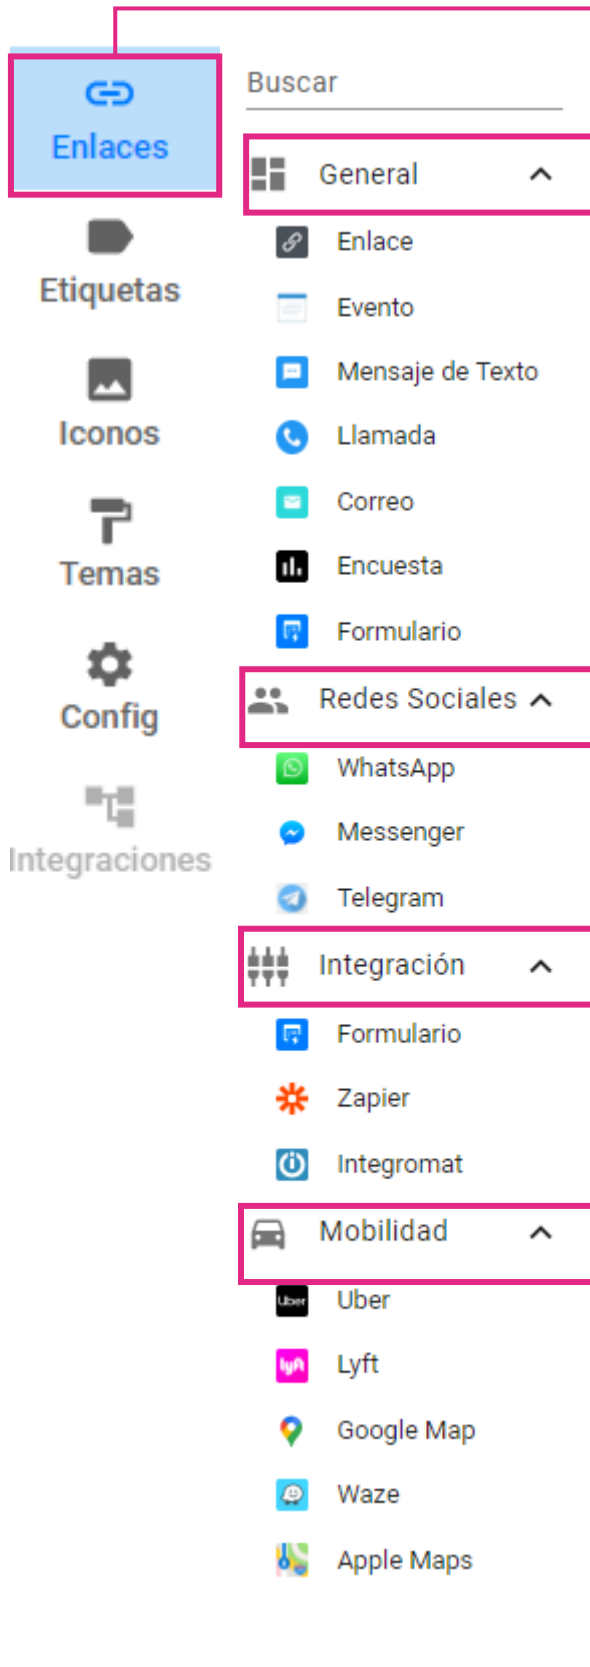 Enlaces
Etiquetas
Iconos
Temas
Config
Integraciones
Buscar
General
Enlace
Evento
Mensaje de Texto
Llamada
Correo
Encuesta
Formulario
Redes Sociales
WhatsApp
Messenger
Telegram
Integración
Formulario
Zapier
Integromat
Mobilidad
Uber
Uber
lyft
Lyft
Google Map
Waze
Apple Maps